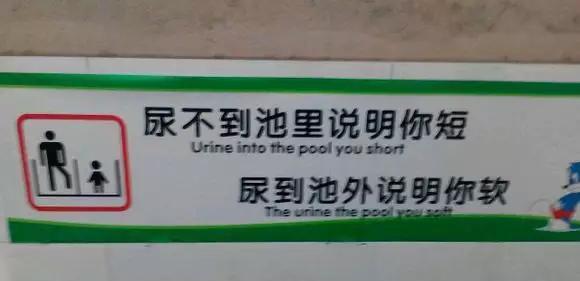 尿不到池里说明你短
Urine into the pool you short
尿到池外说明你软
The urine the pool you soft